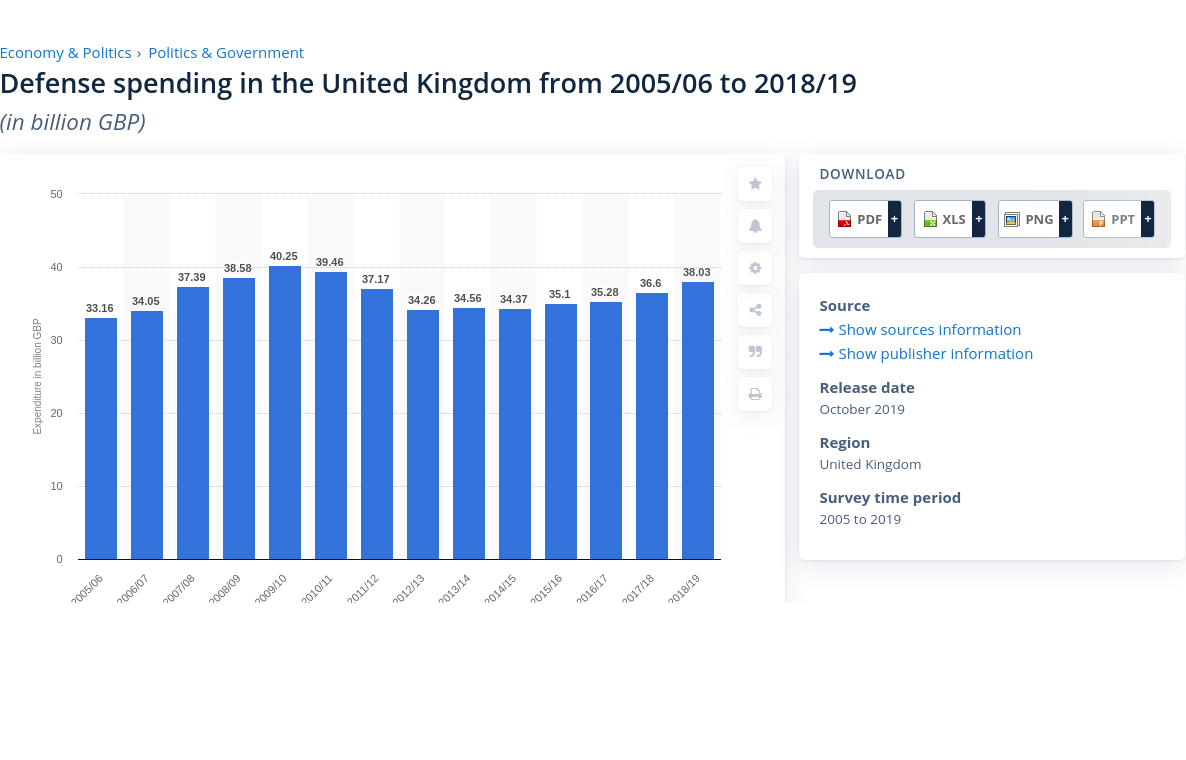 Economy & Politics › Politics & Government
Defense spending in the United Kingdom from 2005/06 to 2018/19
(in billion GBP)
Expenditure in billion GBP
50
40
30
20
10
0
33.16
34.05
37.39
38.58
40.25
39.46
37.17
34.26
34.56
34.37
35.1
35.28
36.6
38.03
2005/06
2006/07
2007/08
2008/09
2009/10
2010/11
2011/12
2012/13
2013/14
2014/15
2015/16
2016/17
2017/18
2018/19
DOWNLOAD
PDF +
XLS +
PNG +
PPT +
Source
Show sources information
Show publisher information
Release date
October 2019
Region
United Kingdom
Survey time period
2005 to 2019